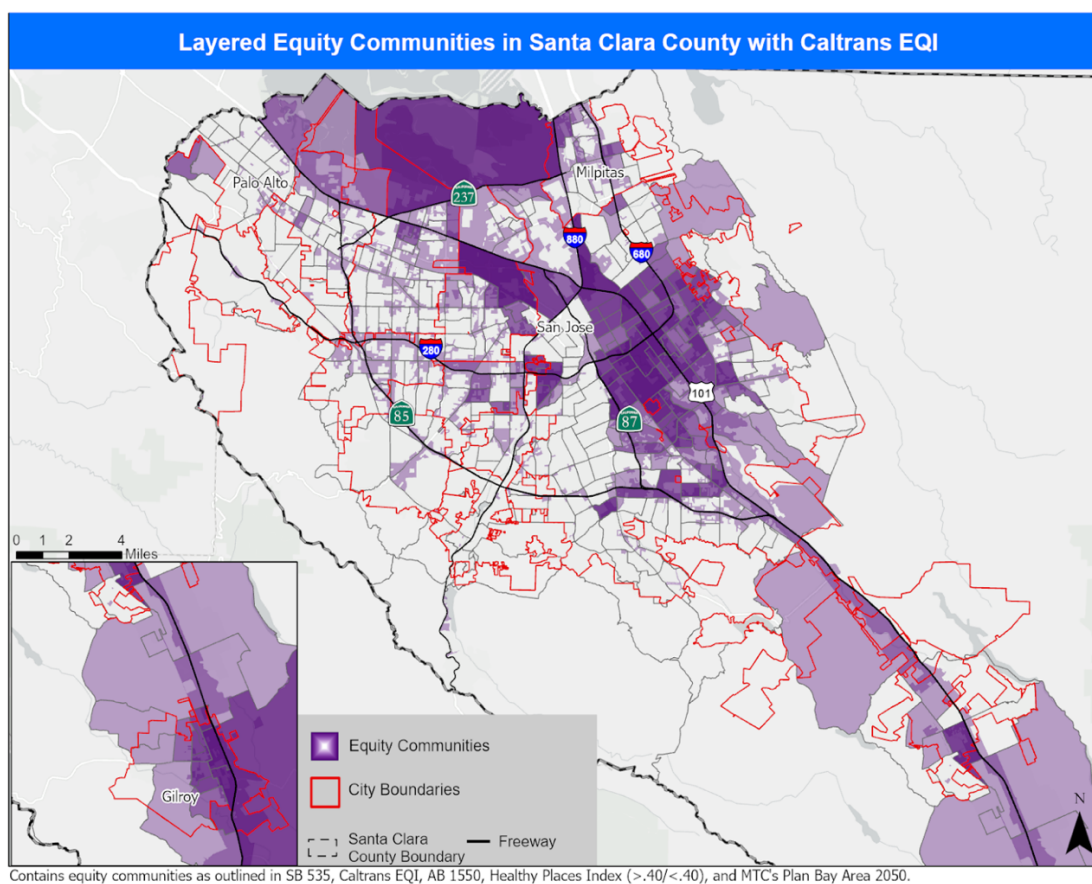 Layered Equity Communities in Santa Clara County with Caltrans EQI
Palo Alto
Milpitas
237
880
680
San Jose
280
101
85
87
0 1 2 4
Miles
Gilroy
Equity Communities
City Boundaries
Santa Clara
County Boundary
Freeway
N
Contains equity communities as outlined in SB 535, Caltrans EQI, AB 1550, Healthy Places Index (>.40/<.40), and MTC's Plan Bay Area 2050.